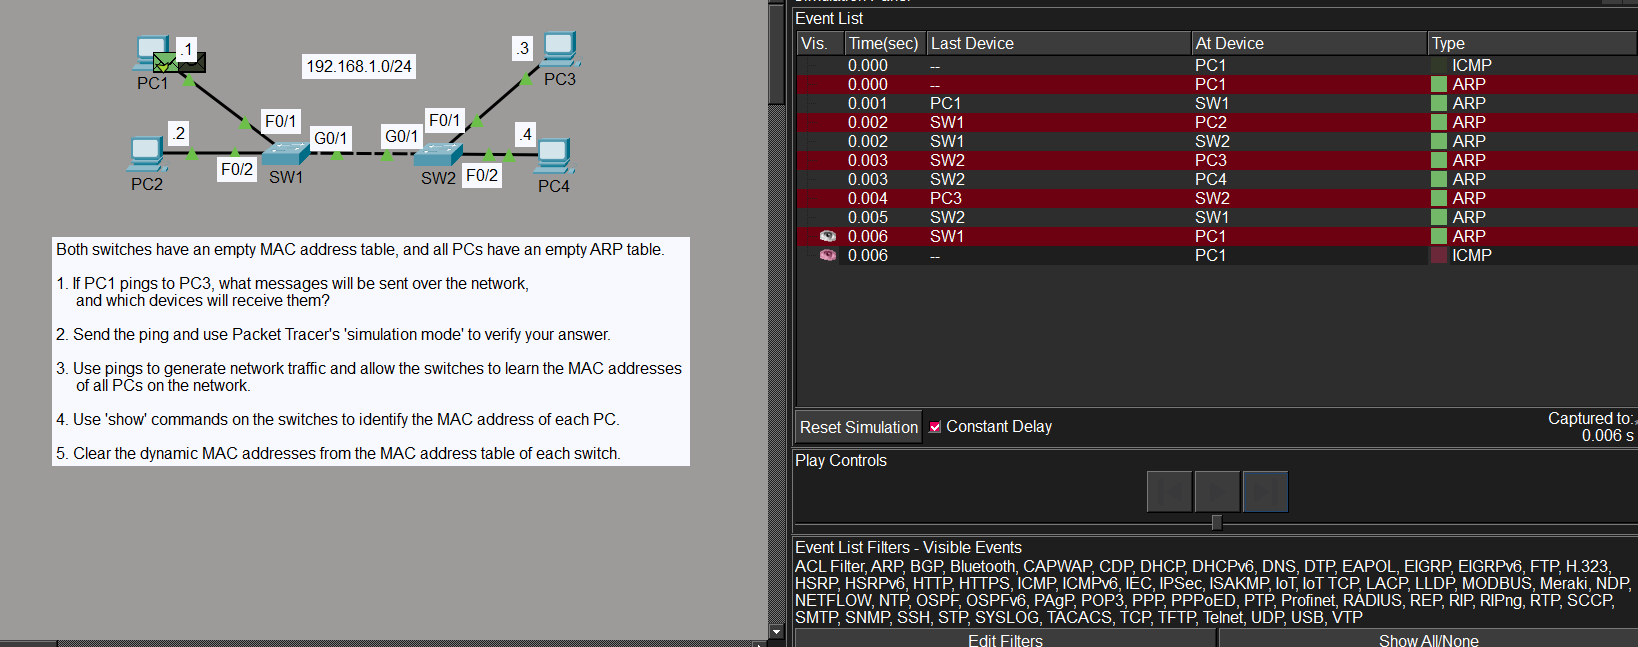 Event List
Vis. Time(sec) Last Device At Device Type
0.000 -- PC1 ICMP
0.000 -- PC1 ARP
0.001 PC1 SW1 ARP
0.002 SW1 PC2 ARP
0.002 SW1 SW2 ARP
0.003 SW2 PC3 ARP
0.003 SW2 PC4 ARP
0.004 PC3 SW2 ARP
0.005 SW2 SW1 ARP
0.006 SW1 PC1 ARP
0.006 -- PC1 ICMP
.1
192.168.1.0/24
.3
PC1
PC3
F0/1
F0/1
.2
G0/1
G0/1
.4
F0/2
SW1
SW2
F0/2
PC2
PC4
Both switches have an empty MAC address table, and all PCs have an empty ARP table.
1. If PC1 pings to PC3, what messages will be sent over the network,
and which devices will receive them?
2. Send the ping and use Packet Tracer's 'simulation mode' to verify your answer.
3. Use pings to generate network traffic and allow the switches to learn the MAC addresses
of all PCs on the network.
4. Use 'show' commands on the switches to identify the MAC address of each PC.
5. Clear the dynamic MAC addresses from the MAC address table of each switch.
Reset Simulation
Constant Delay
Captured to:
0.006 s
Play Controls
Event List Filters - Visible Events
ACL Filter, ARP, BGP, Bluetooth, CAPWAP, CDP, DHCP, DHCPv6, DNS, DTP, EAPOL, EIGRP, EIGRPv6, FTP, H.323,
HSRP, HSRPv6, HTTP, HTTPS, ICMP, ICMPv6, IEC, IPSec, ISAKMP, IoT, IoT TCP, LACP, LLDP, MODBUS, Meraki, NDP,
NETFLOW, NTP, OSPF, OSPFv6, PAgP, POP3, PPP, PPPoED, PTP, Profinet, RADIUS, REP, RIP, RIPng, RTP, SCCP,
SMTP, SNMP, SSH, STP, SYSLOG, TACACS, TCP, TFTP, Telnet, UDP, USB, VTP
Edit Filters
Show All/None